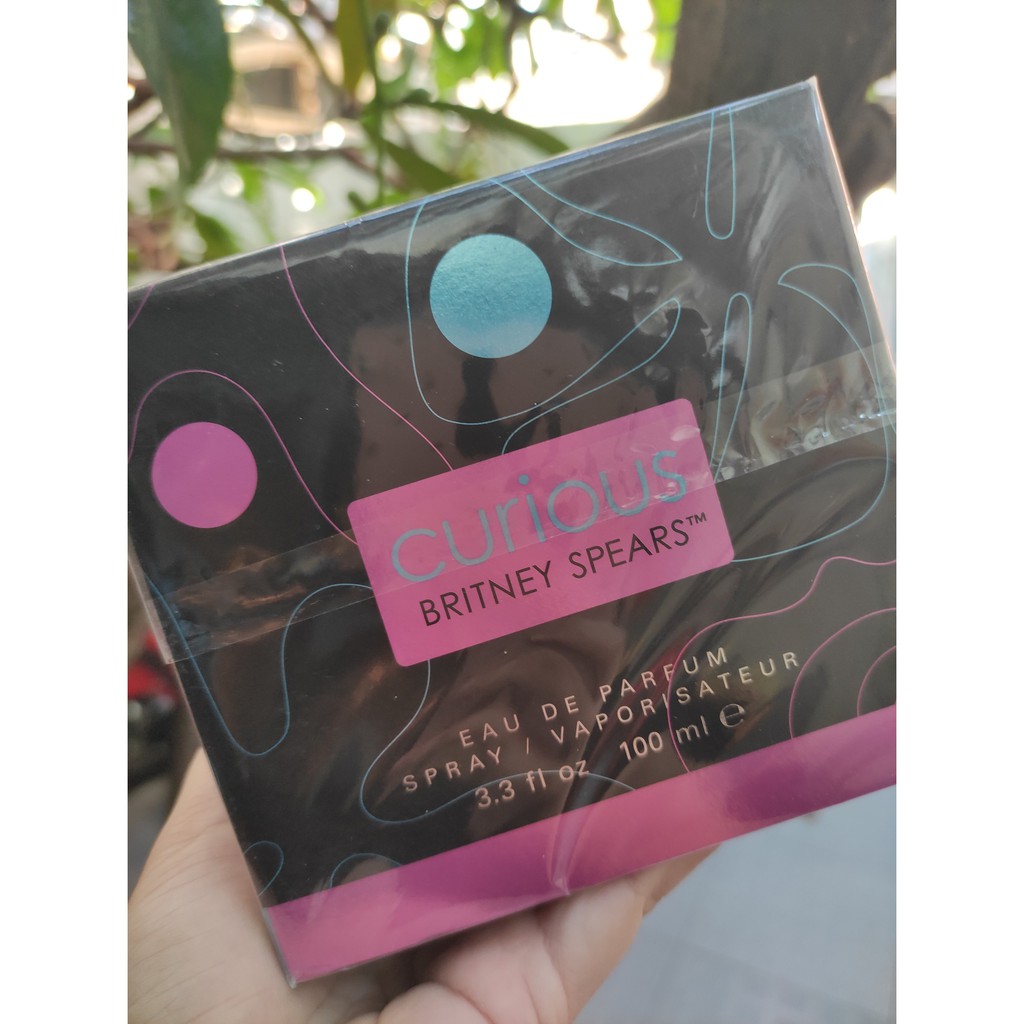 curious
BRITNEY SPEARS™
EAU DE PARFUM
SPRAY / VAPORISATEUR
3.3 fl oz 100 ml ℮